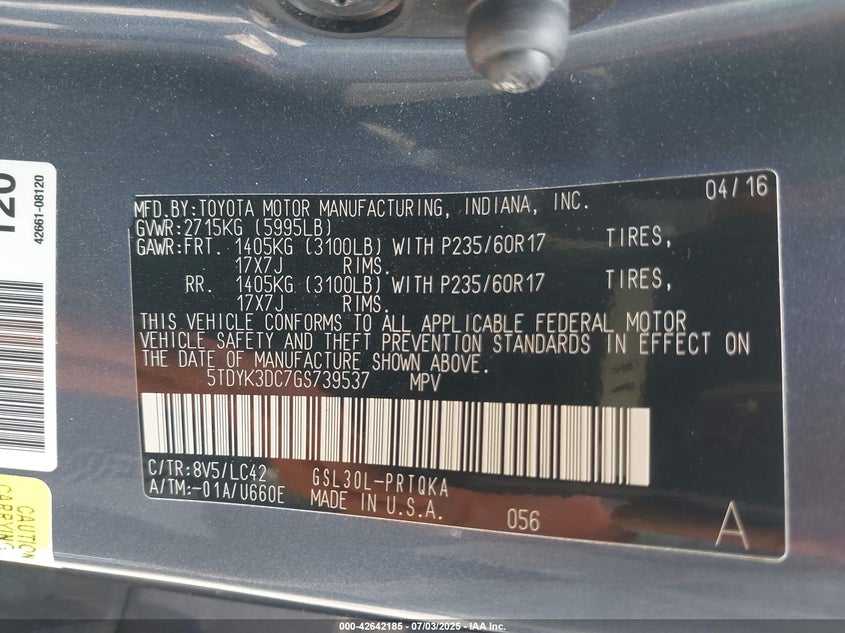 04/16
MFD.BY:TOYOTA MOTOR MANUFACTURING, INDIANA, INC.
GVWR:2715KG (5995LB)
GAWR:FRT. 1405KG (3100LB) WITH P235/60R17 TIRES,
17X7J RIMS.
RR. 1405KG (3100LB) WITH P235/60R17 TIRES,
17X7J RIMS.
THIS VEHICLE CONFORMS TO ALL APPLICABLE FEDERAL MOTOR
VEHICLE SAFETY AND THEFT PREVENTION STANDARDS IN EFFECT ON
THE DATE OF MANUFACTURE SHOWN ABOVE.
5TDYK3DC7GS739537 MPV
C/TR:8V5/LC42 GSL30L-PRTQKA
A/TM:-01A/U660E MADE IN U.S.A. 056 A
120
42661-08120
CAUTION
CARRYING
000-42642185 - 07/03/2025 - IAA Inc.